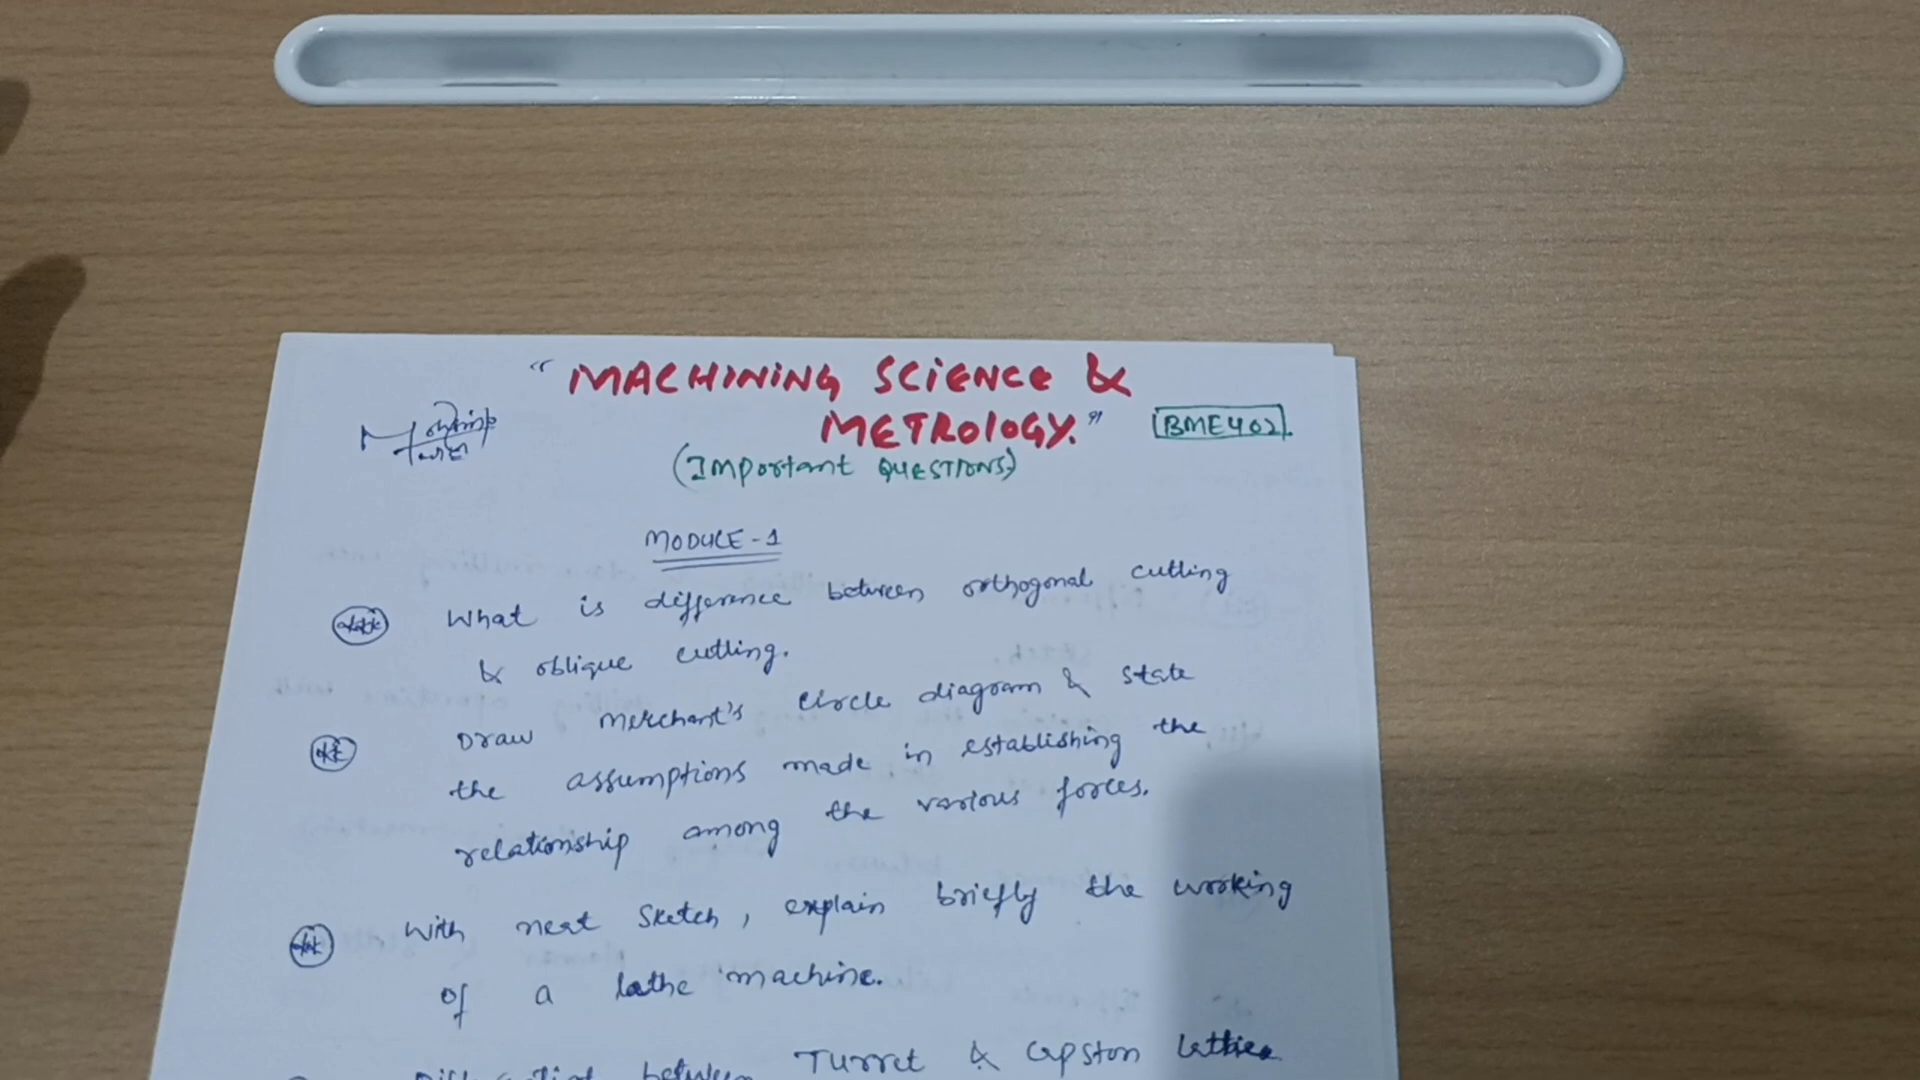 " MACHINING SCIENCE &
METROLOGY."
BME402.
(Important QUESTIONS)
MODULE - 1
What is difference between orthogonal cutting
& oblique cutting.
Draw merchant's circle diagram & state
the assumptions made in establishing the
relationship among the various forces.
With neat sketch, explain briefly the working
of a lathe machine.
between Turret & Capston Lathe